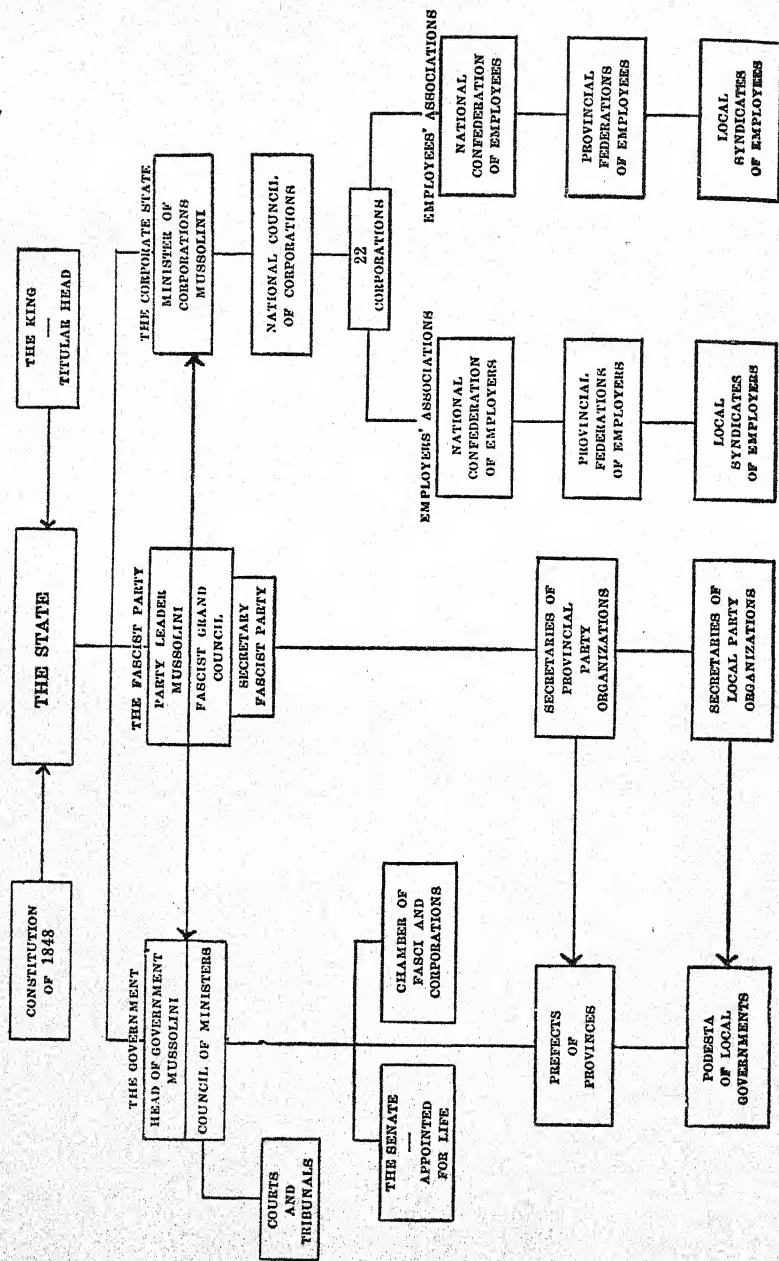 CONSTITUTION
OF 1848
THE STATE
THE KING
TITULAR HEAD
THE GOVERNMENT
HEAD OF GOVERNMENT
MUSSOLINI
COUNCIL OF MINISTERS
COURTS
AND
TRIBUNALS
THE FASCIST PARTY
PARTY LEADER
MUSSOLINI
FASCIST GRAND
COUNCIL
SECRETARY
FASCIST PARTY
THE CORPORATE STATE
MINISTER OF
CORPORATIONS
MUSSOLINI
NATIONAL COUNCIL
OF CORPORATIONS
22
CORPORATIONS
THE SENATE
APPOINTED
FOR LIFE
CHAMBER OF
FASCI AND
CORPORATIONS
EMPLOYERS' ASSOCIATIONS
NATIONAL
CONFEDERATION
OF EMPLOYERS
EMPLOYEES' ASSOCIATIONS
NATIONAL
CONFEDERATION
OF EMPLOYEES
PREFECTS
OF
PROVINCES
SECRETARIES OF
PROVINCIAL
PARTY
ORGANIZATIONS
PROVINCIAL
FEDERATIONS
OF EMPLOYERS
PROVINCIAL
FEDERATIONS
OF EMPLOYEES
PODESTA
OF LOCAL
GOVERNMENTS
SECRETARIES OF
LOCAL PARTY
ORGANIZATIONS
LOCAL
SYNDICATES
OF EMPLOYERS
LOCAL
SYNDICATES
OF EMPLOYEES